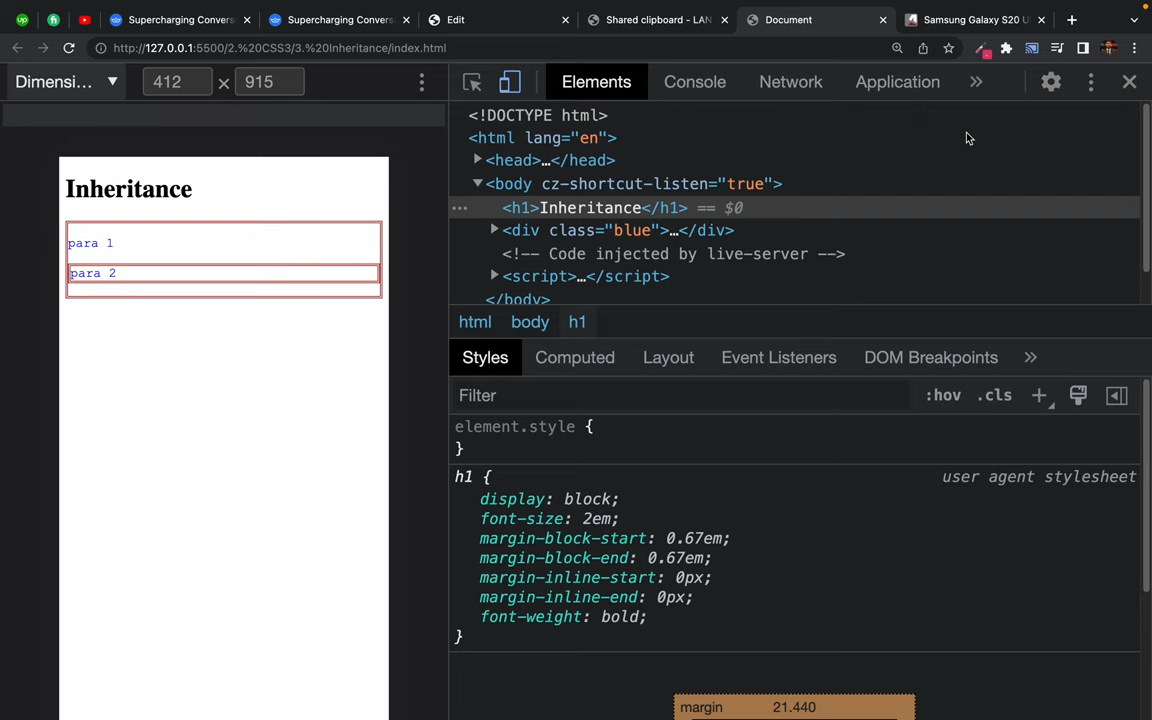 up
fi
Supercharging Convers
Supercharging Convers
Edit
Shared clipboard - LAN
Document
Samsung Galaxy S20 U
http://127.0.0.1:5500/2.%20CSS3/3.%20Inheritance/index.html
Dimensi... ▼ 412 × 915
Elements Console Network Application »
Inheritance
para 1
para 2
<!DOCTYPE html>
<html lang="en">
▶<head>…</head>
▼<body cz-shortcut-listen="true">
… <h1>Inheritance</h1> == $0
▶<div class="blue">…</div>
<!-- Code injected by live-server -->
▶<script>…</script>
</body>
html body h1
Styles Computed Layout Event Listeners DOM Breakpoints »
Filter :hov .cls +
element.style {
}
h1 { user agent stylesheet
display: block;
font-size: 2em;
margin-block-start: 0.67em;
margin-block-end: 0.67em;
margin-inline-start: 0px;
margin-inline-end: 0px;
font-weight: bold;
}
margin 21.440